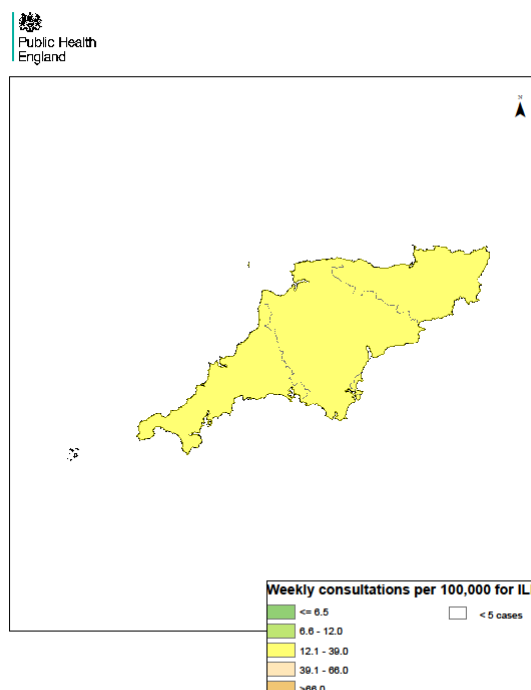 Public Health
England
N
Weekly consultations per 100,000 for IL
<= 6.5
< 5 cases
6.6 - 12.0
12.1 - 39.0
39.1 - 66.0
>66.0